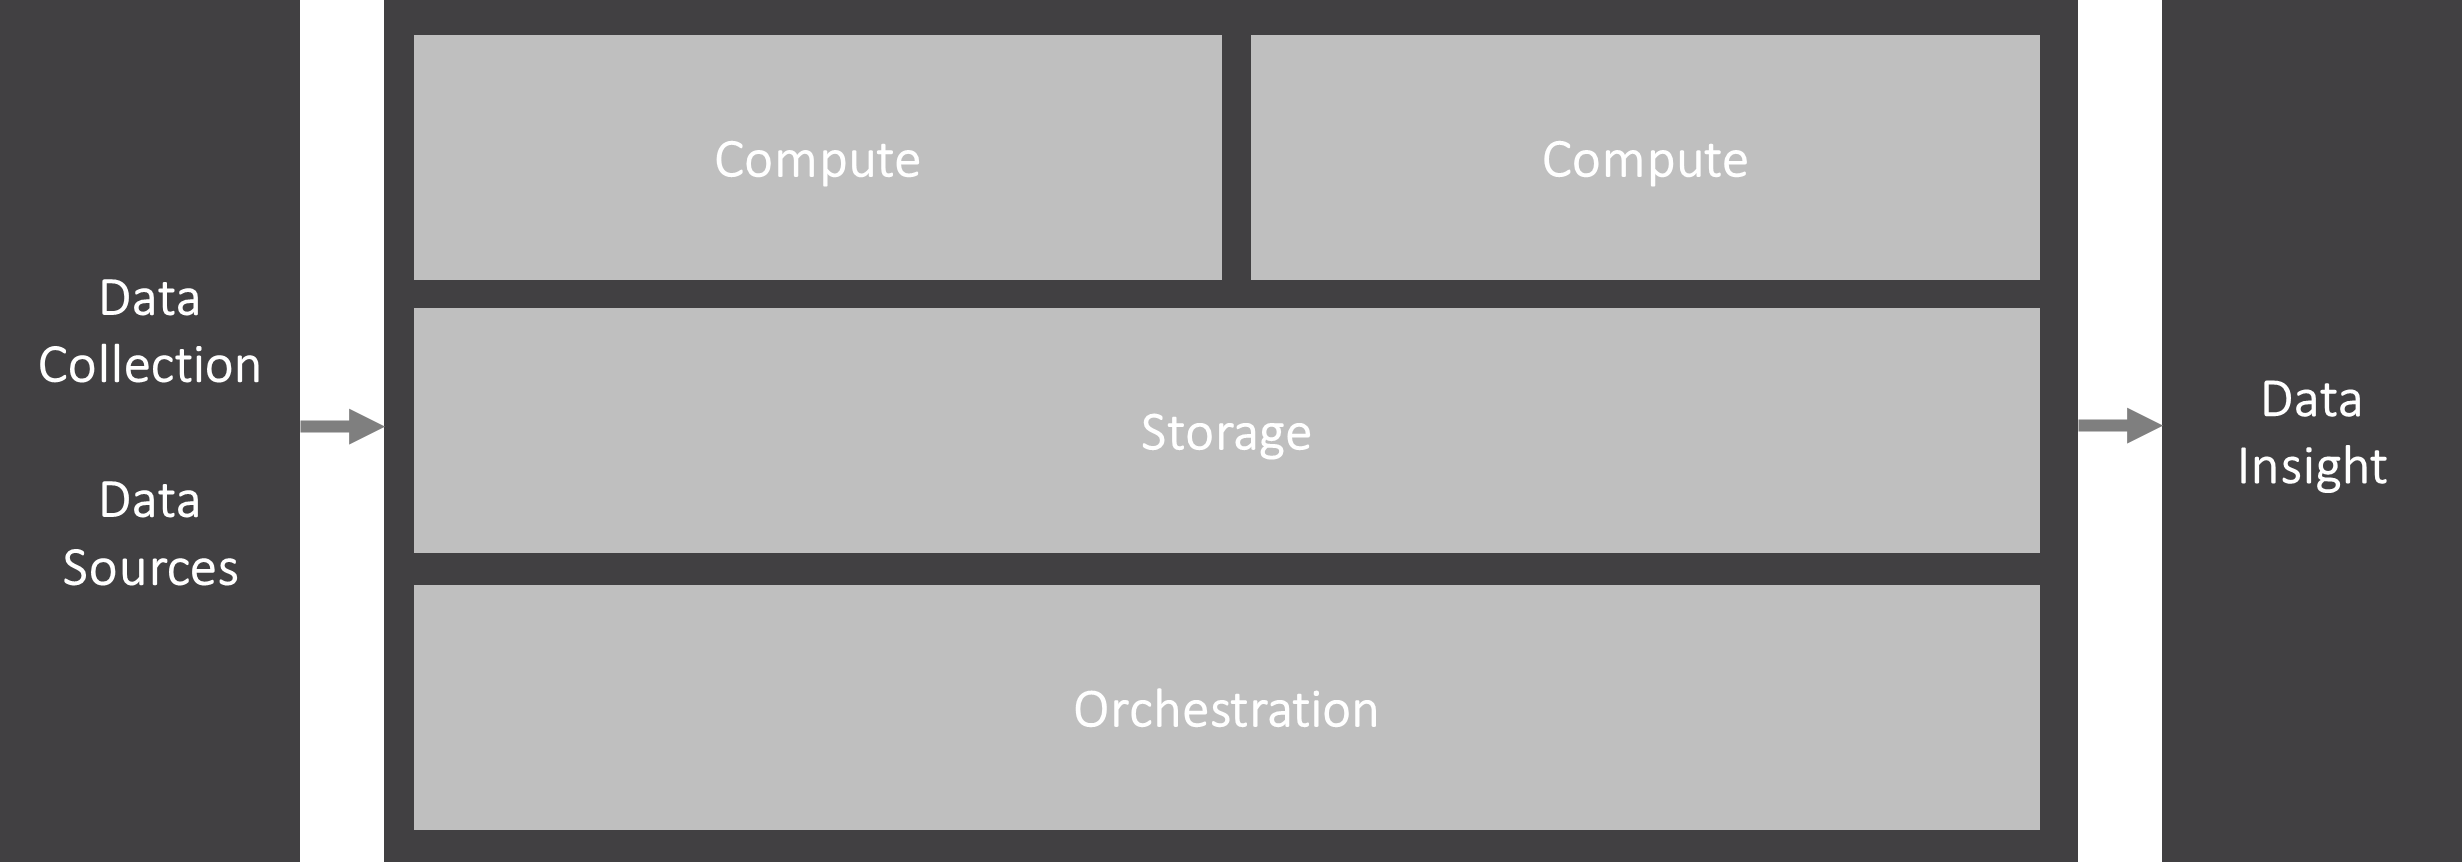 Data
Collection
Data
Sources
Compute
Compute
Storage
Orchestration
Data
Insight